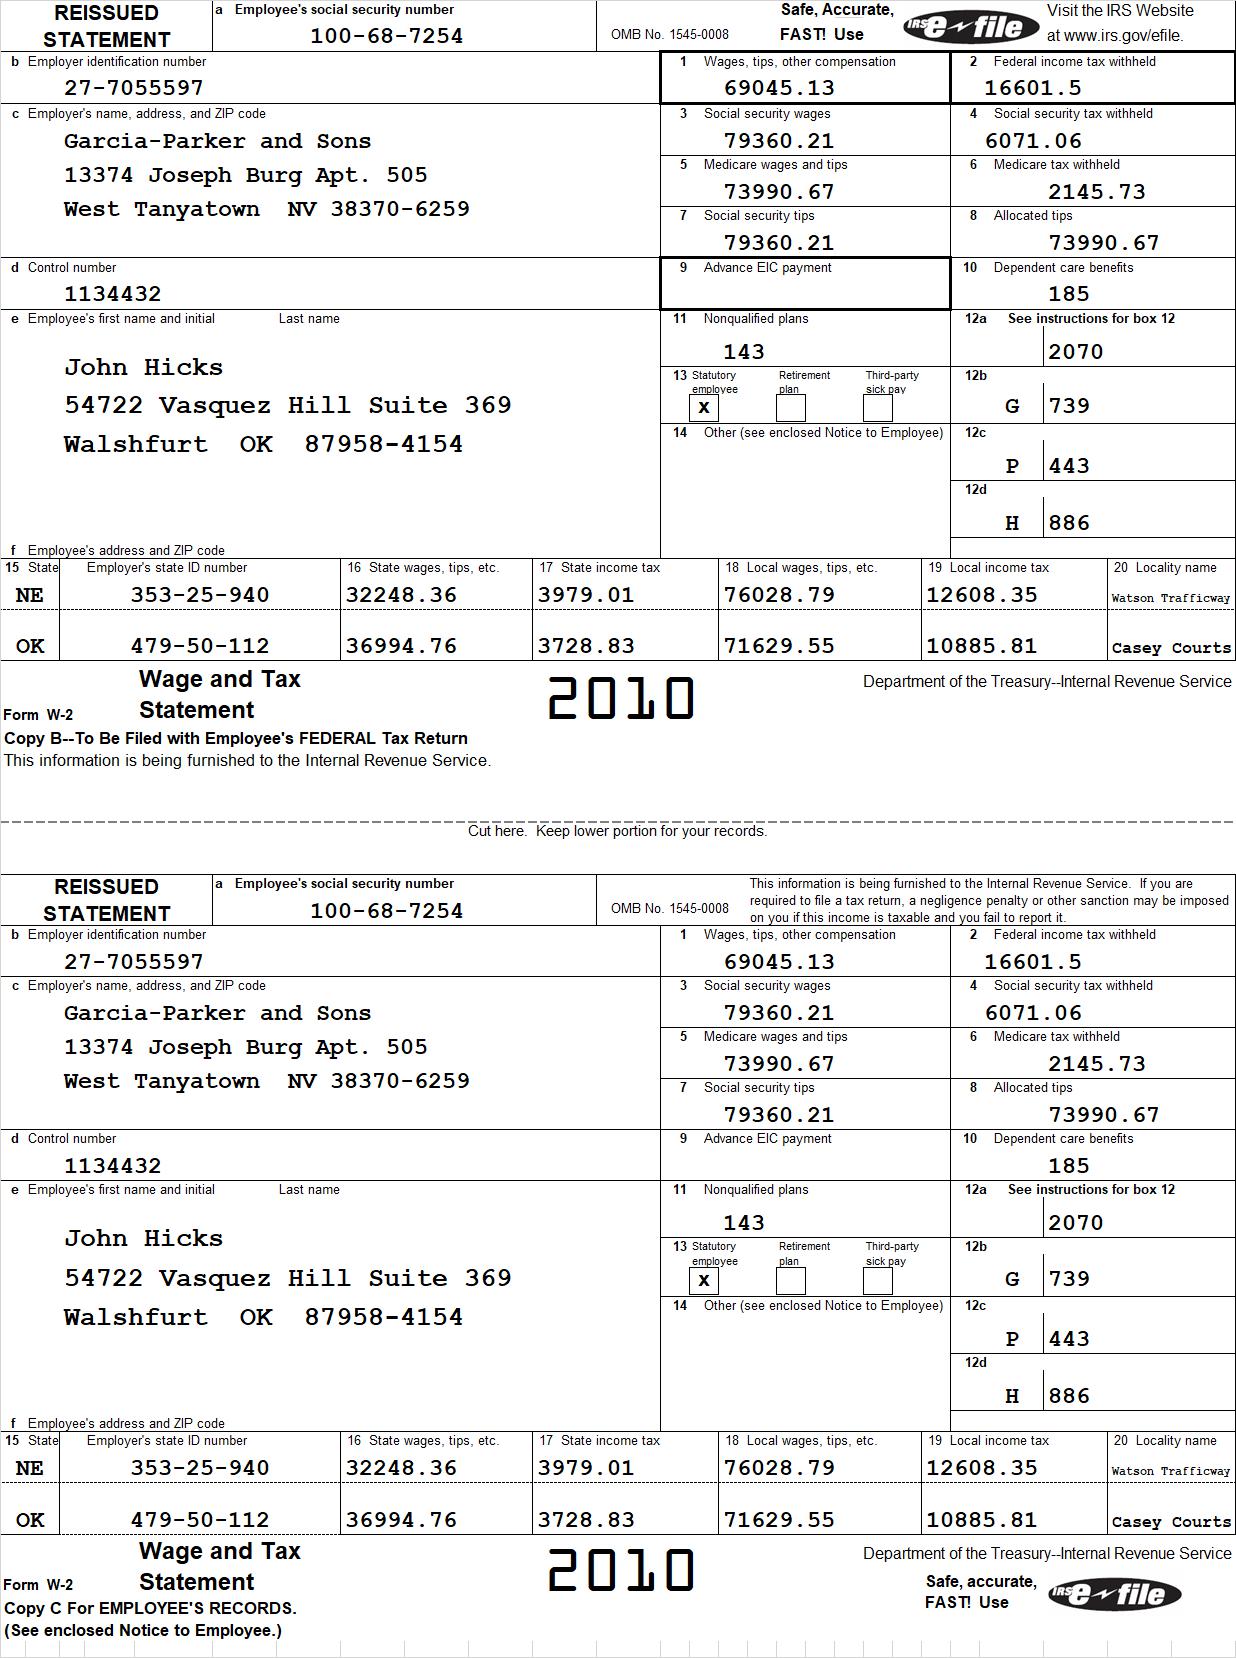 REISSUED STATEMENT
a Employee's social security number
100-68-7254
OMB No. 1545-0008
Safe, Accurate, FAST! Use
IRS e-file
Visit the IRS Website at www.irs.gov/efile.
b Employer identification number
27-7055597
1 Wages, tips, other compensation
69045.13
2 Federal income tax withheld
16601.5
c Employer's name, address, and ZIP code
Garcia-Parker and Sons
13374 Joseph Burg Apt. 505
West Tanyatown NV 38370-6259
3 Social security wages
79360.21
4 Social security tax withheld
6071.06
5 Medicare wages and tips
73990.67
6 Medicare tax withheld
2145.73
7 Social security tips
79360.21
8 Allocated tips
73990.67
d Control number
1134432
9 Advance EIC payment
10 Dependent care benefits
185
e Employee's first name and initial Last name
John Hicks
54722 Vasquez Hill Suite 369
Walshfurt OK 87958-4154
11 Nonqualified plans
143
12a See instructions for box 12
2070
13 Statutory employee Retirement plan Third-party sick pay
X
12b
G 739
14 Other (see enclosed Notice to Employee)
12c
P 443
12d
H 886
f Employee's address and ZIP code
15 State Employer's state ID number 16 State wages, tips, etc. 17 State income tax 18 Local wages, tips, etc. 19 Local income tax 20 Locality name
NE 353-25-940 32248.36 3979.01 76028.79 12608.35 Watson Trafficway
OK 479-50-112 36994.76 3728.83 71629.55 10885.81 Casey Courts
Form W-2 Wage and Tax Statement
2010
Department of the Treasury--Internal Revenue Service
Copy B--To Be Filed with Employee's FEDERAL Tax Return
This information is being furnished to the Internal Revenue Service.
Cut here. Keep lower portion for your records.
REISSUED STATEMENT
a Employee's social security number
100-68-7254
OMB No. 1545-0008
This information is being furnished to the Internal Revenue Service. If you are
required to file a tax return, a negligence penalty or other sanction may be imposed
on you if this income is taxable and you fail to report it.
b Employer identification number
27-7055597
1 Wages, tips, other compensation
69045.13
2 Federal income tax withheld
16601.5
c Employer's name, address, and ZIP code
Garcia-Parker and Sons
13374 Joseph Burg Apt. 505
West Tanyatown NV 38370-6259
3 Social security wages
79360.21
4 Social security tax withheld
6071.06
5 Medicare wages and tips
73990.67
6 Medicare tax withheld
2145.73
7 Social security tips
79360.21
8 Allocated tips
73990.67
d Control number
1134432
9 Advance EIC payment
10 Dependent care benefits
185
e Employee's first name and initial Last name
John Hicks
54722 Vasquez Hill Suite 369
Walshfurt OK 87958-4154
11 Nonqualified plans
143
12a See instructions for box 12
2070
13 Statutory employee Retirement plan Third-party sick pay
X
12b
G 739
14 Other (see enclosed Notice to Employee)
12c
P 443
12d
H 886
f Employee's address and ZIP code
15 State Employer's state ID number 16 State wages, tips, etc. 17 State income tax 18 Local wages, tips, etc. 19 Local income tax 20 Locality name
NE 353-25-940 32248.36 3979.01 76028.79 12608.35 Watson Trafficway
OK 479-50-112 36994.76 3728.83 71629.55 10885.81 Casey Courts
Form W-2 Wage and Tax Statement
2010
Department of the Treasury--Internal Revenue Service
Safe, accurate, FAST! Use
IRS e-file
Copy C For EMPLOYEE'S RECORDS.
(See enclosed Notice to Employee.)